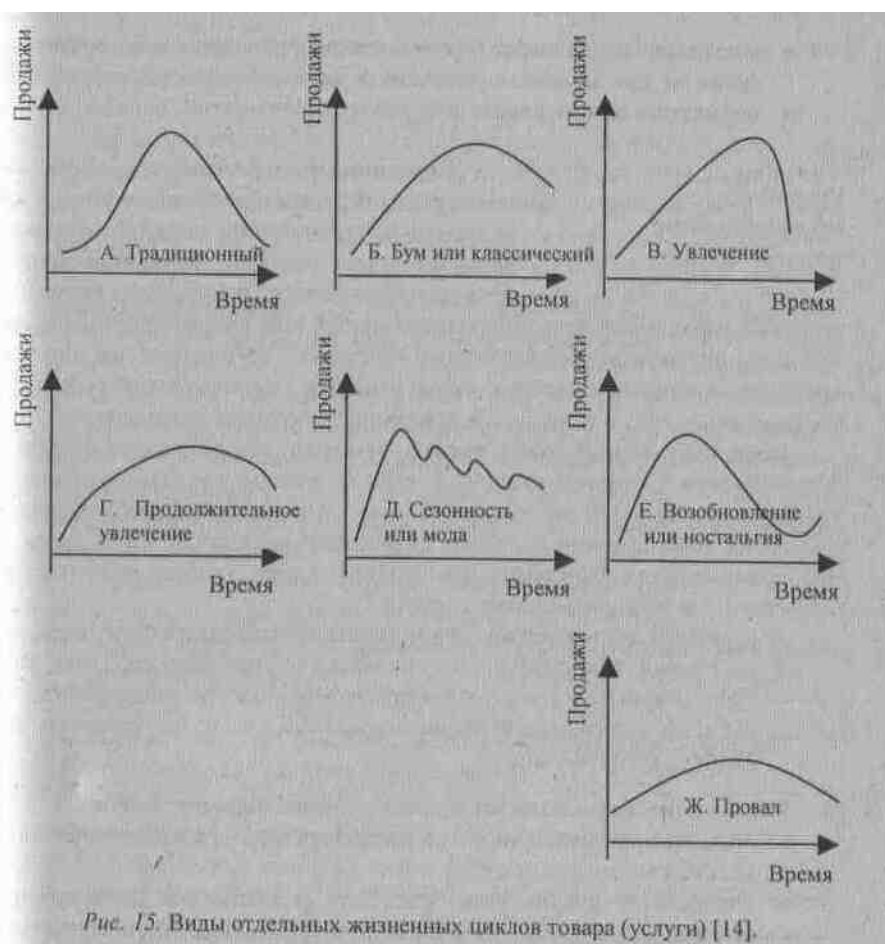 Продажи
А. Традиционный
Время
Продажи
Б. Бум или классический
Время
Продажи
В. Увлечение
Время
Продажи
Г. Продолжительное
увлечение
Время
Продажи
Д. Сезонность
или мода
Время
Продажи
Е. Возобновление
или ностальгия
Время
Продажи
Ж. Провал
Время
Рис. 15. Виды отдельных жизненных циклов товара (услуги) [14].